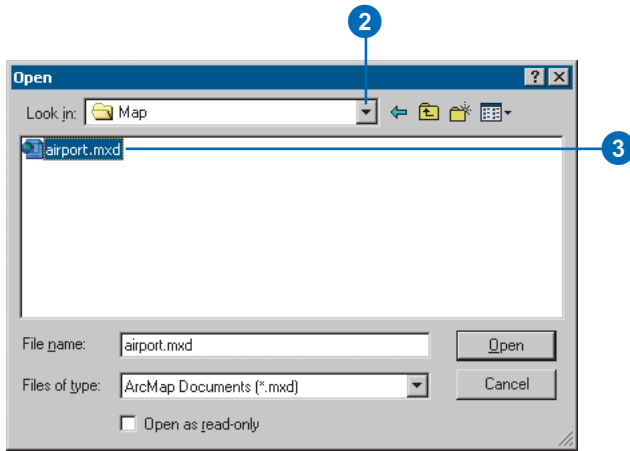 2
Open
Look in: Map
airport.mxd
3
File name: airport.mxd Open
Files of type: ArcMap Documents (*.mxd) Cancel
Open as read-only